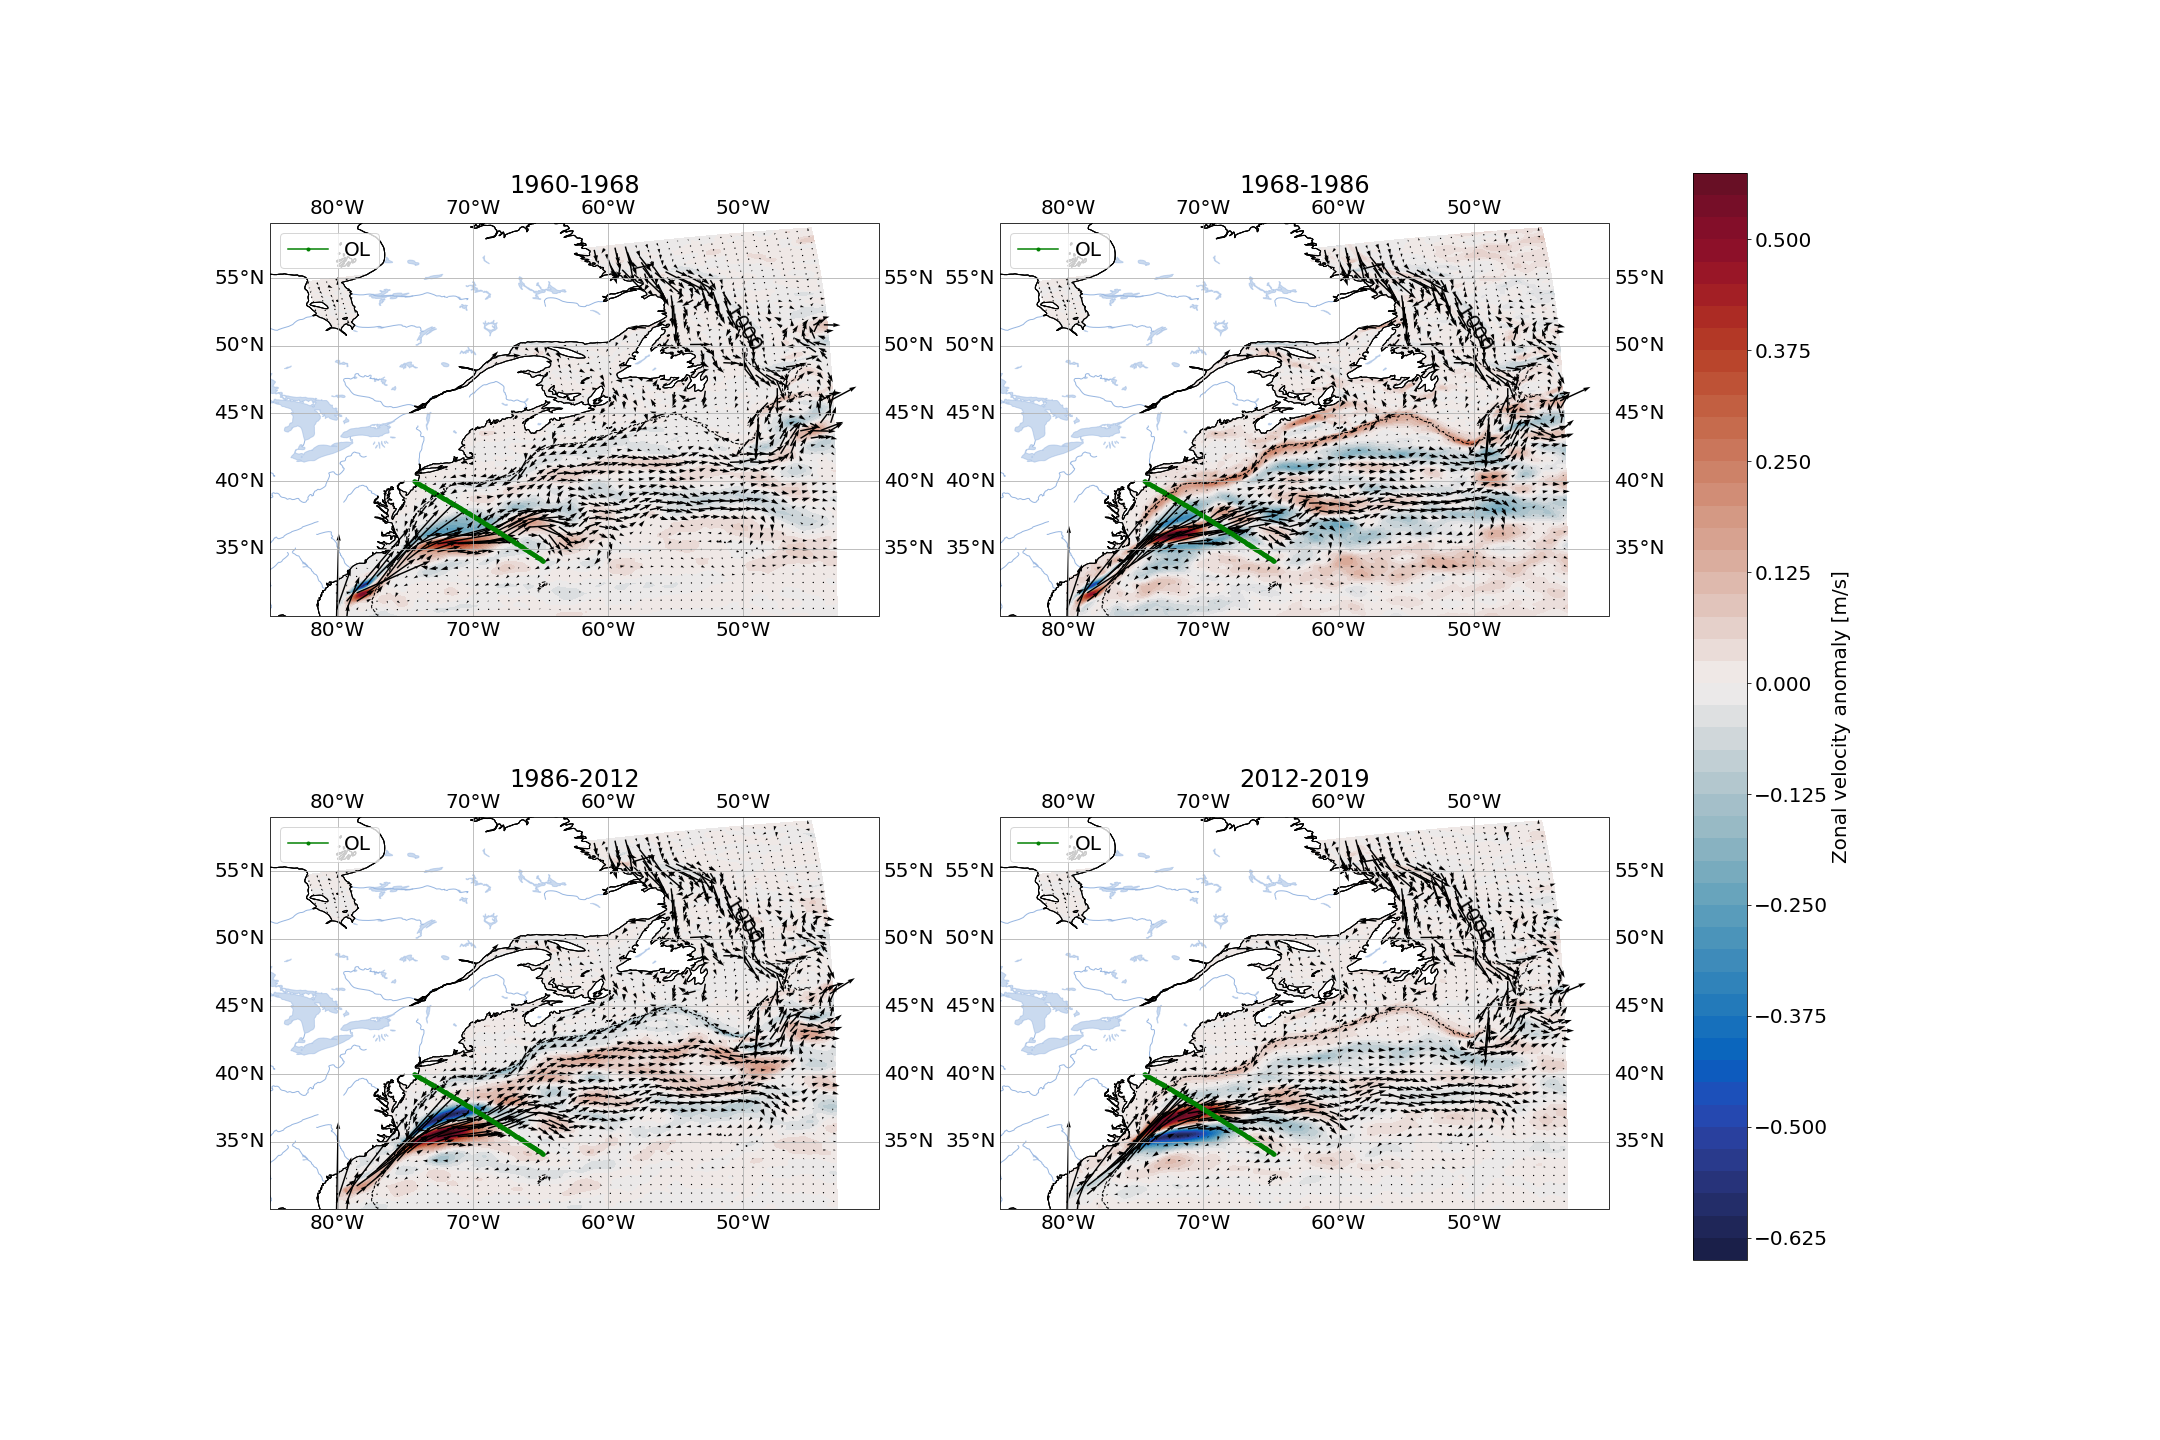 1960-1968
1968-1986
80°W 70°W 60°W 50°W
80°W 70°W 60°W 50°W
OL
OL
55°N 55°N 55°N 55°N
1000
1000
50°N 50°N 50°N 50°N
45°N 45°N 45°N 45°N
40°N 40°N 40°N 40°N
35°N 35°N 35°N 35°N
80°W 70°W 60°W 50°W
80°W 70°W 60°W 50°W
1986-2012
2012-2019
80°W 70°W 60°W 50°W
80°W 70°W 60°W 50°W
OL
OL
55°N 55°N 55°N 55°N
1000
1000
50°N 50°N 50°N 50°N
45°N 45°N 45°N 45°N
40°N 40°N 40°N 40°N
35°N 35°N 35°N 35°N
80°W 70°W 60°W 50°W
80°W 70°W 60°W 50°W
0.500
0.375
0.250
0.125
0.000
−0.125
−0.250
−0.375
−0.500
−0.625
Zonal velocity anomaly [m/s]